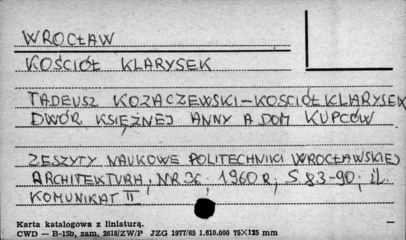 WROCŁAW
KOŚCIÓŁ KLARYSEK
TADEUSZ KOZACZEWSKI – KOŚCIÓŁ KLARYSEK
DWÓR KSIĘŻNEJ ANNY A DOM KUPCÓW
ZESZYTY NAUKOWE POLITECHNIKI WROCŁAWSKIEJ
ARCHITEKTURA, NR IX, 1960 R, S 83-90, il.
KOMUNIKAT II
Karta katalogowa z liniaturą.
CWD — B-15b, zam. 2618/ZW/P JZG 1977/65 1.610.000 75X125 mm